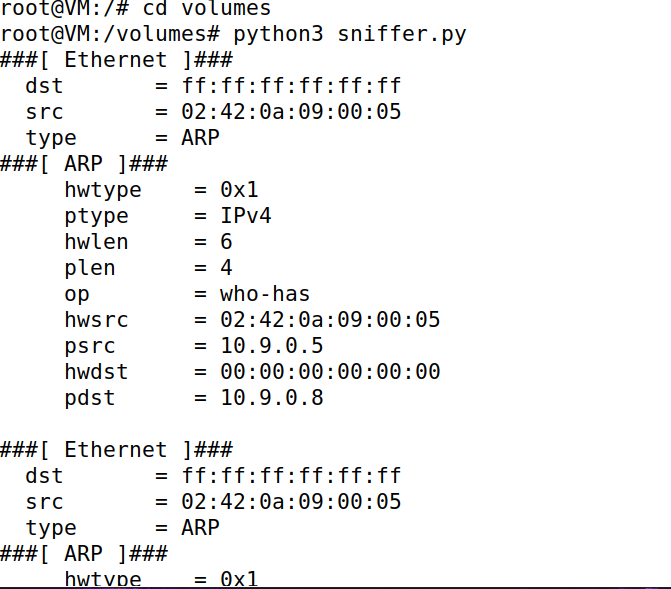 root@VM:/# cd volumes
root@VM:/volumes# python3 sniffer.py
###[ Ethernet ]###
  dst       = ff:ff:ff:ff:ff:ff
  src       = 02:42:0a:09:00:05
  type      = ARP
###[ ARP ]###
     hwtype    = 0x1
     ptype     = IPv4
     hwlen     = 6
     plen      = 4
     op        = who-has
     hwsrc     = 02:42:0a:09:00:05
     psrc      = 10.9.0.5
     hwdst     = 00:00:00:00:00:00
     pdst      = 10.9.0.8

###[ Ethernet ]###
  dst       = ff:ff:ff:ff:ff:ff
  src       = 02:42:0a:09:00:05
  type      = ARP
###[ ARP ]###
     hwtype    = 0x1